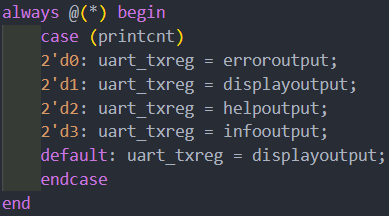 always @(*) begin
case (printcnt)
2'd0: uart_txreg = erroroutput;
2'd1: uart_txreg = displayoutput;
2'd2: uart_txreg = helpoutput;
2'd3: uart_txreg = infooutput;
default: uart_txreg = displayoutput;
endcase
end